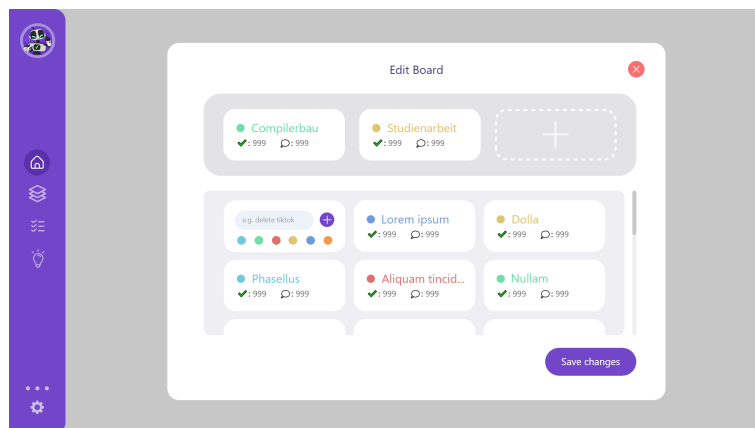 Edit Board
Compilerbau
Studienarbeit
: 999 : 999
: 999 : 999
e.g. delete tiktok
Lorem ipsum
Dolla
: 999 : 999
: 999 : 999
Phasellus
Aliquam tincid...
Nullam
: 999 : 999
: 999 : 999
: 999 : 999
Save changes